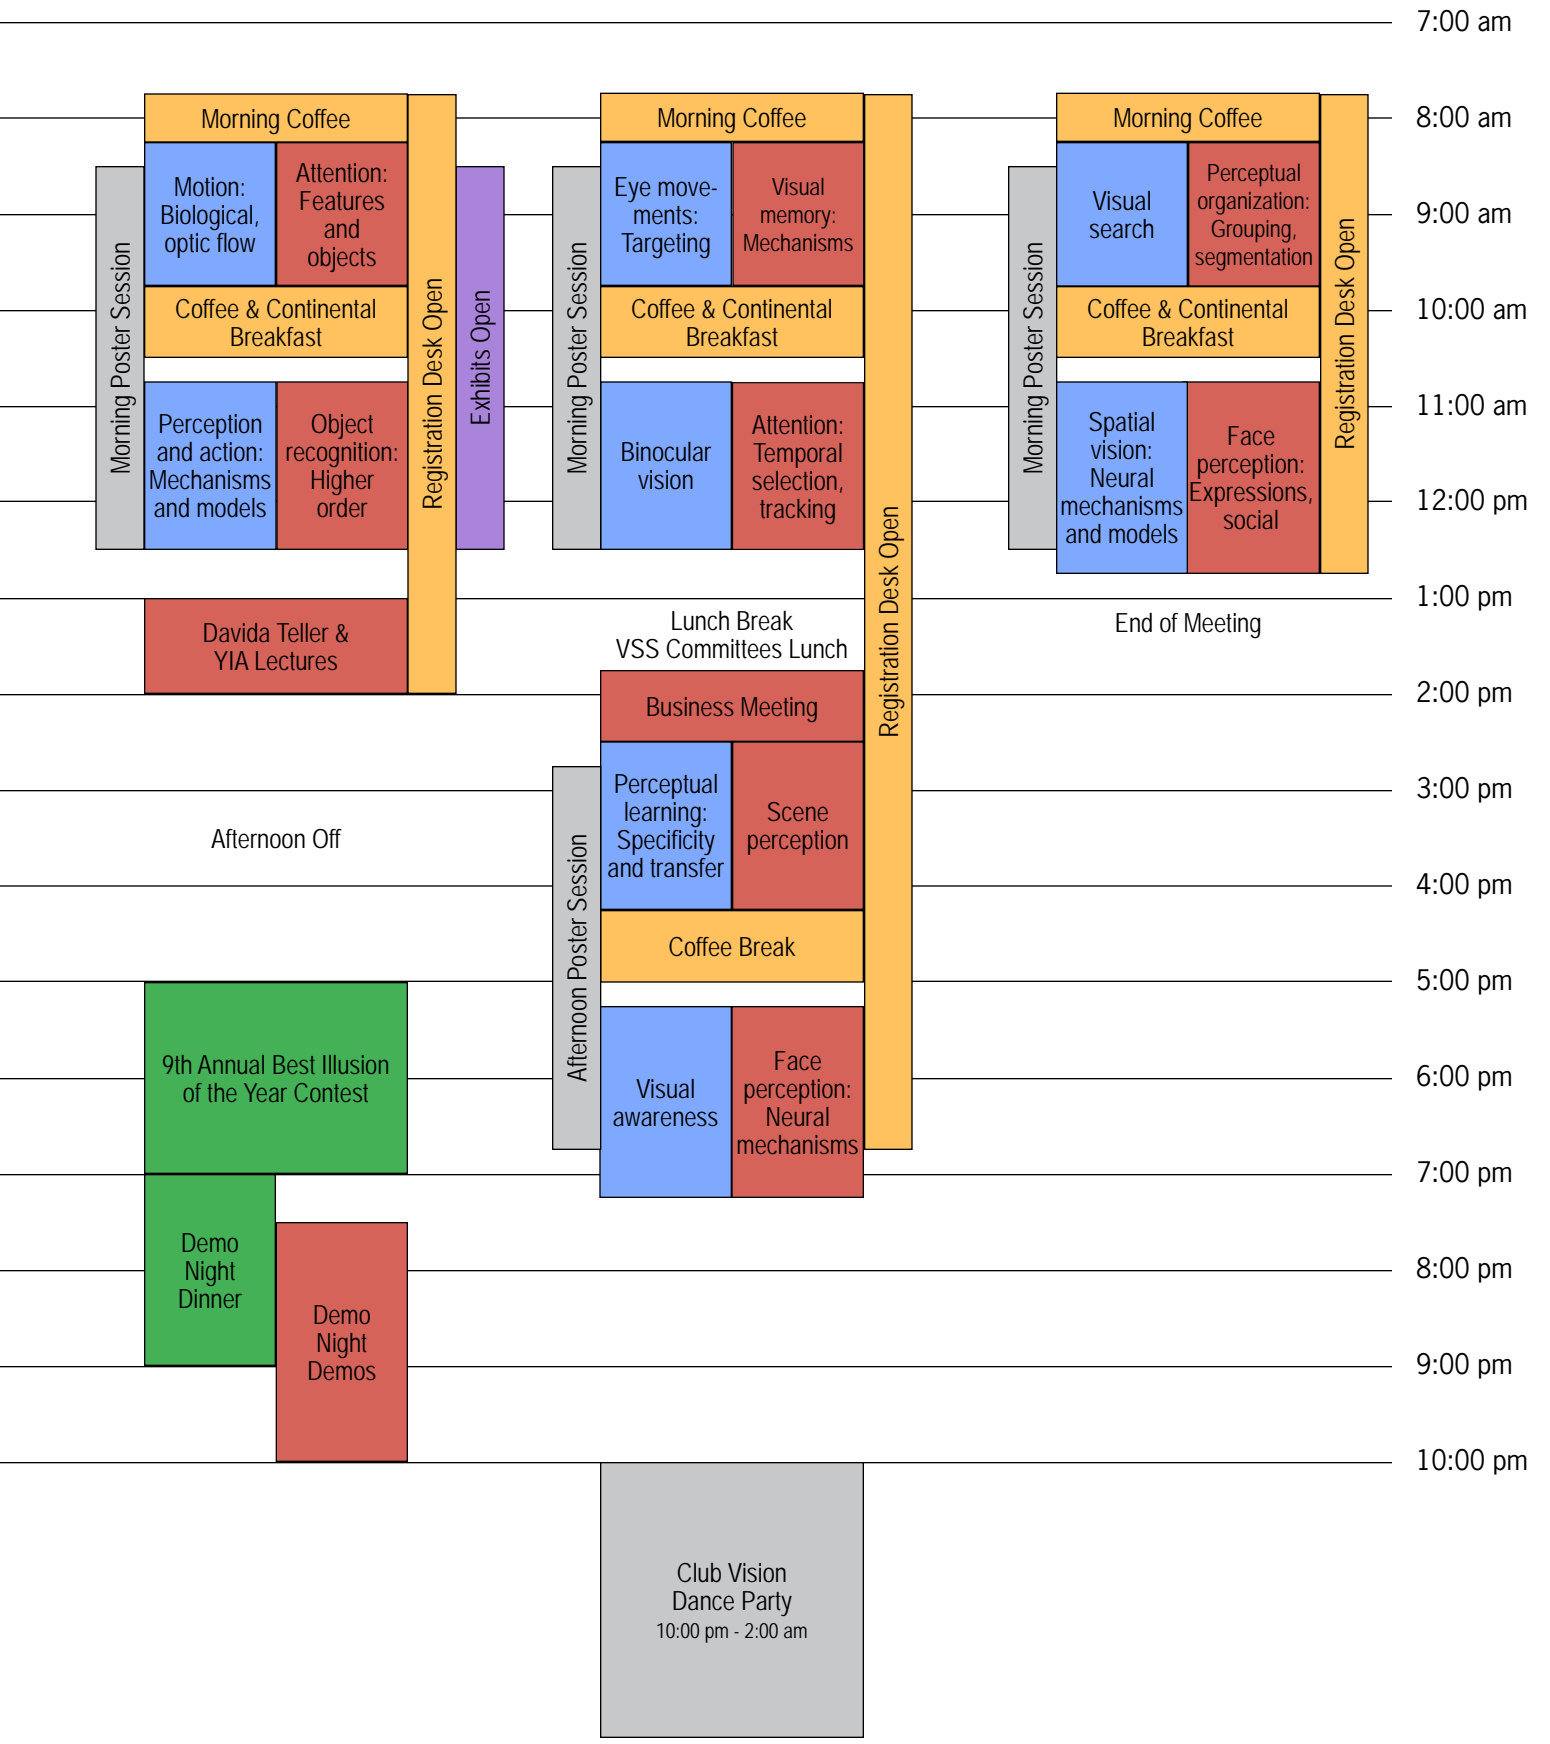 7:00 am
8:00 am
9:00 am
10:00 am
11:00 am
12:00 pm
1:00 pm
2:00 pm
3:00 pm
4:00 pm
5:00 pm
6:00 pm
7:00 pm
8:00 pm
9:00 pm
10:00 pm
Morning Poster Session
Morning Coffee
Motion:
Biological,
optic flow
Attention:
Features
and
objects
Coffee & Continental
Breakfast
Perception
and action:
Mechanisms
and models
Object
recognition:
Higher
order
Registration Desk Open
Exhibits Open
Davida Teller &
YIA Lectures
Afternoon Off
9th Annual Best Illusion
of the Year Contest
Demo
Night
Dinner
Demo
Night
Demos
Morning Poster Session
Morning Coffee
Eye move-
ments:
Targeting
Visual
memory:
Mechanisms
Coffee & Continental
Breakfast
Binocular
vision
Attention:
Temporal
selection,
tracking
Registration Desk Open
Lunch Break
VSS Committees Lunch
Business Meeting
Afternoon Poster Session
Perceptual
learning:
Specificity
and transfer
Scene
perception
Coffee Break
Visual
awareness
Face
perception:
Neural
mechanisms
Club Vision
Dance Party
10:00 pm - 2:00 am
Morning Poster Session
Morning Coffee
Visual
search
Perceptual
organization:
Grouping,
segmentation
Coffee & Continental
Breakfast
Spatial
vision:
Neural
mechanisms
and models
Face
perception:
Expressions,
social
Registration Desk Open
End of Meeting